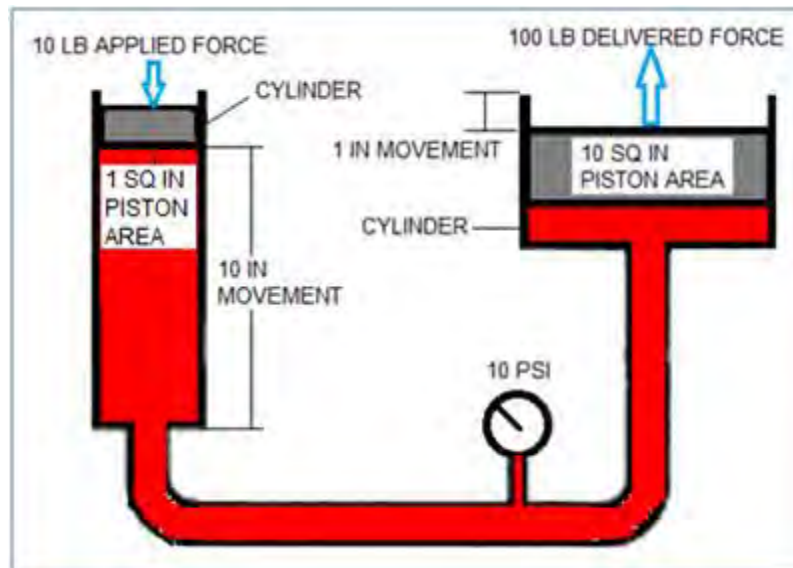 10 LB APPLIED FORCE
100 LB DELIVERED FORCE
CYLINDER
1 IN MOVEMENT
1 SQ IN
PISTON
AREA
10 SQ IN
PISTON AREA
CYLINDER
10 IN
MOVEMENT
10 PSI